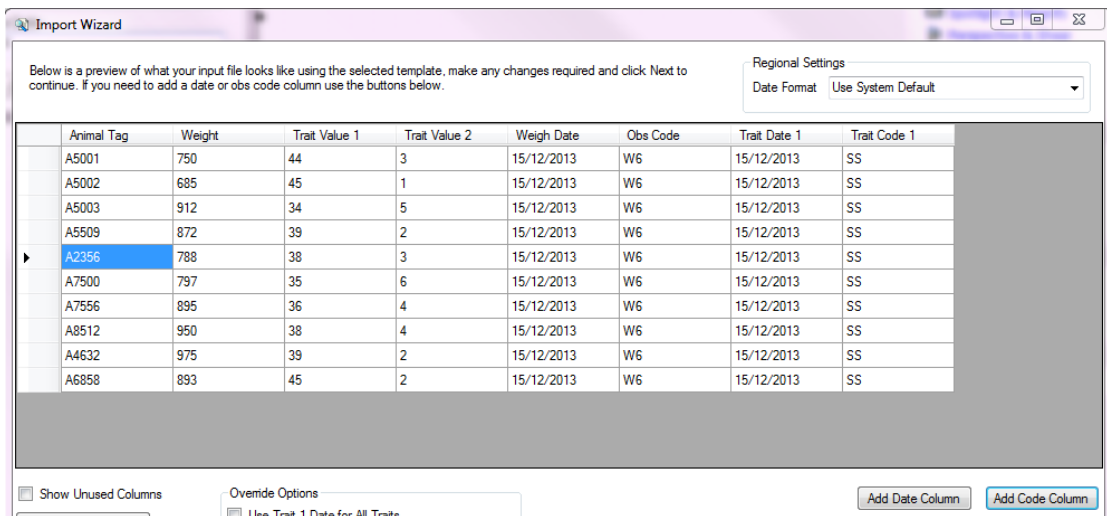 Import Wizard
Below is a preview of what your input file looks like using the selected template, make any changes required and click Next to
continue. If you need to add a date or obs code column use the buttons below.
Regional Settings
Date Format Use System Default
Animal Tag Weight Trait Value 1 Trait Value 2 Weigh Date Obs Code Trait Date 1 Trait Code 1
A5001 750 44 3 15/12/2013 W6 15/12/2013 SS
A5002 685 45 1 15/12/2013 W6 15/12/2013 SS
A5003 912 34 5 15/12/2013 W6 15/12/2013 SS
A5509 872 39 2 15/12/2013 W6 15/12/2013 SS
A2356 788 38 3 15/12/2013 W6 15/12/2013 SS
A7500 797 35 6 15/12/2013 W6 15/12/2013 SS
A7556 895 36 4 15/12/2013 W6 15/12/2013 SS
A8512 950 38 4 15/12/2013 W6 15/12/2013 SS
A4632 975 39 2 15/12/2013 W6 15/12/2013 SS
A6858 893 45 2 15/12/2013 W6 15/12/2013 SS
Show Unused Columns
Override Options
Use Trait 1 Date for All Traits
Add Date Column
Add Code Column